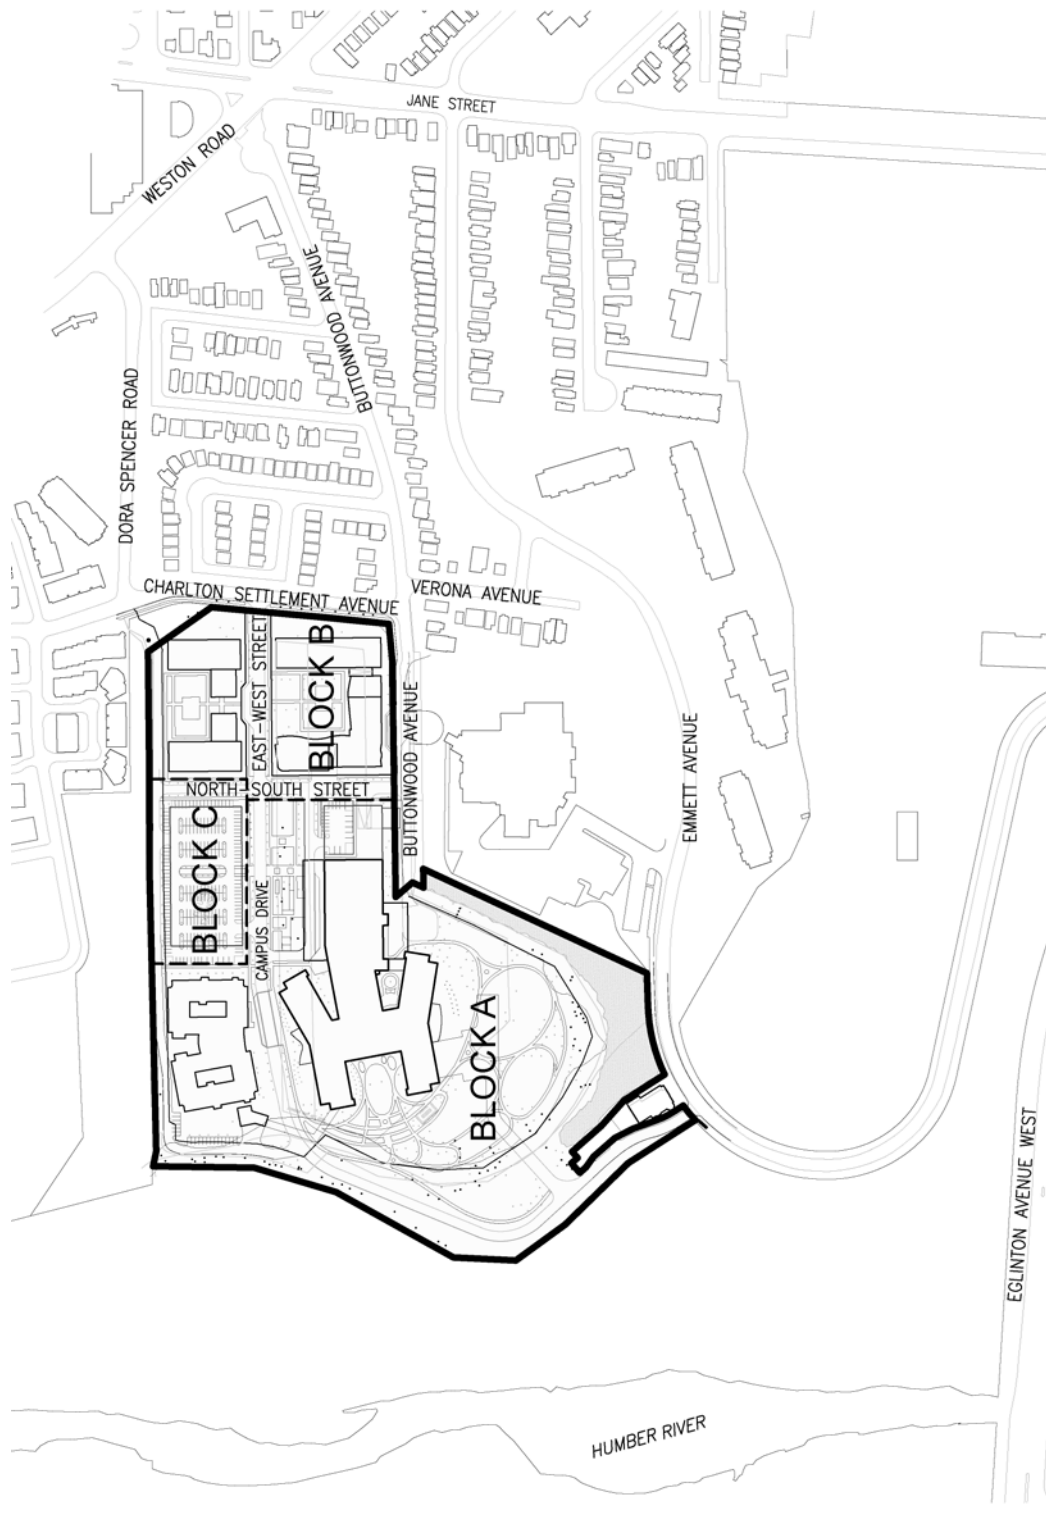 JANE STREET
WESTON ROAD
BUTTONWOOD AVENUE
DORA SPENCER ROAD
CHARLTON SETTLEMENT AVENUE
VERONA AVENUE
EAST-WEST STREET
BLOCK B
BUTTONWOOD AVENUE
EMMETT AVENUE
NORTH-SOUTH STREET
BLOCK C
CAMPUS DRIVE
BLOCK A
EGLINTON AVENUE WEST
HUMBER RIVER